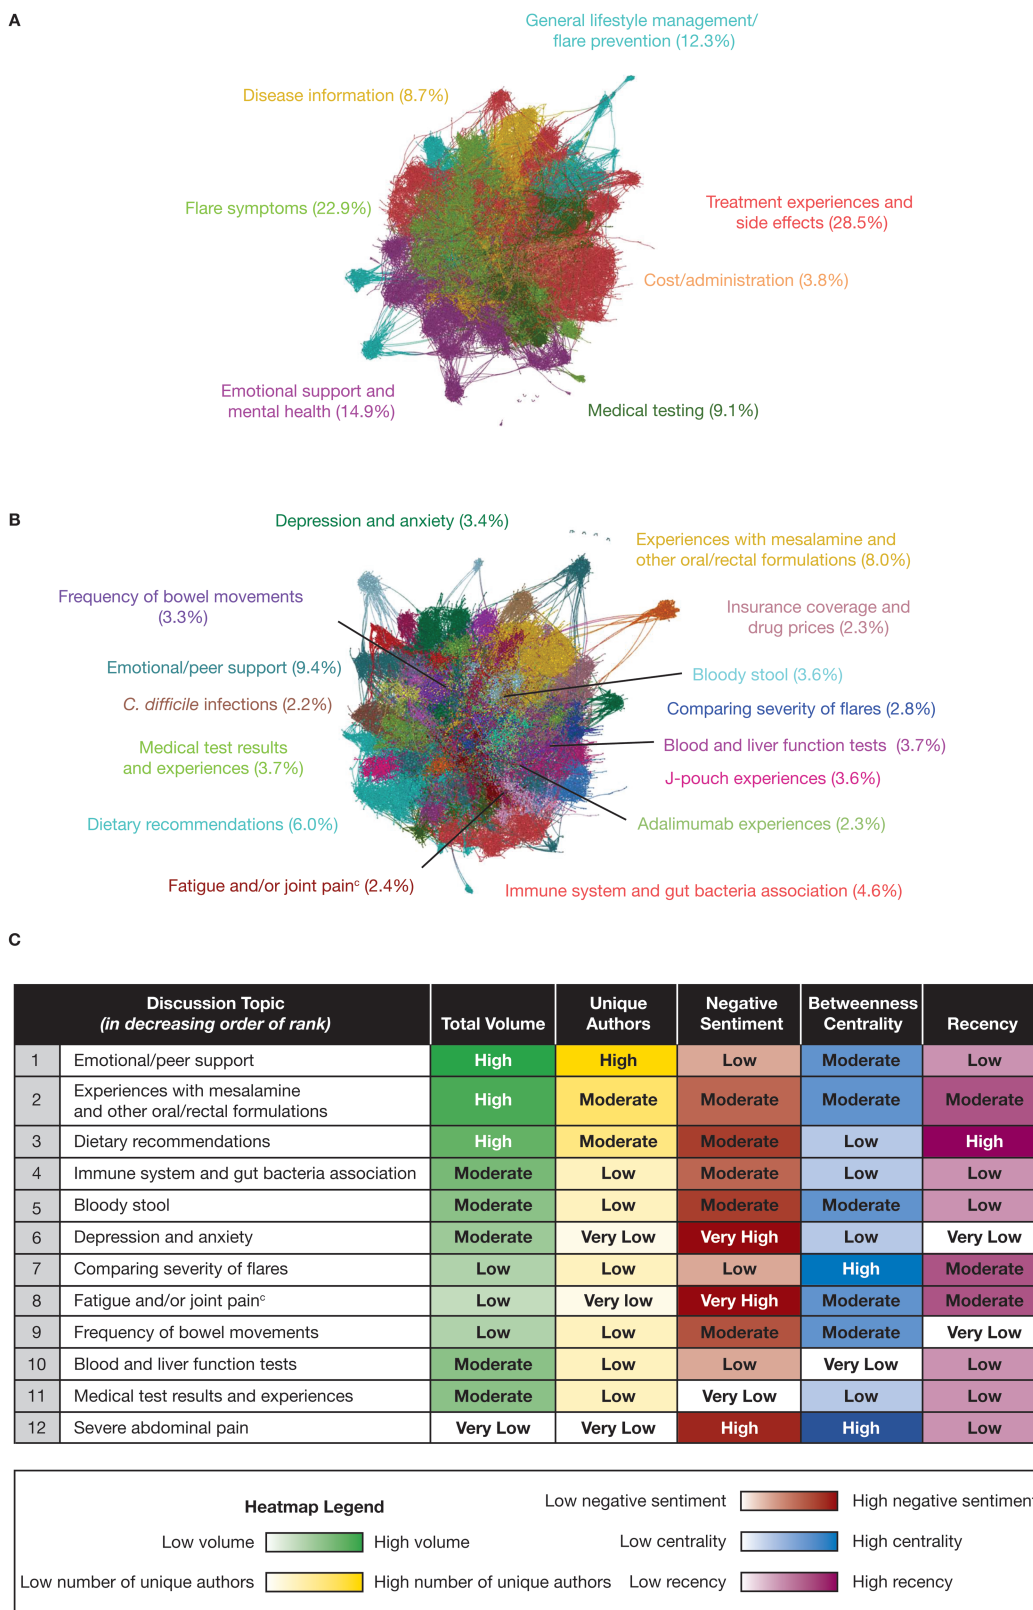 A
General lifestyle management/
flare prevention (12.3%)
Disease information (8.7%)
Flare symptoms (22.9%)
Treatment experiences and
side effects (28.5%)
Cost/administration (3.8%)
Emotional support and
mental health (14.9%)
Medical testing (9.1%)
B
Depression and anxiety (3.4%)
Experiences with mesalamine and
other oral/rectal formulations (8.0%)
Frequency of bowel movements
(3.3%)
Insurance coverage and
drug prices (2.3%)
Emotional/peer support (9.4%)
Bloody stool (3.6%)
C. difficile infections (2.2%)
Comparing severity of flares (2.8%)
Medical test results
and experiences (3.7%)
Blood and liver function tests (3.7%)
J-pouch experiences (3.6%)
Dietary recommendations (6.0%)
Adalimumab experiences (2.3%)
Fatigue and/or joint painᶜ (2.4%)
Immune system and gut bacteria association (4.6%)
C
Discussion Topic
(in decreasing order of rank)
Total Volume
Unique
Authors
Negative
Sentiment
Betweenness
Centrality
Recency
1 Emotional/peer support High High Low Moderate Low
2 Experiences with mesalamine
and other oral/rectal formulations High Moderate Moderate Moderate Moderate
3 Dietary recommendations High Moderate Moderate Low High
4 Immune system and gut bacteria association Moderate Low Moderate Low Low
5 Bloody stool Moderate Low Moderate Moderate Low
6 Depression and anxiety Moderate Very Low Very High Low Very Low
7 Comparing severity of flares Low Low Low High Moderate
8 Fatigue and/or joint painᶜ Low Very low Very High Moderate Moderate
9 Frequency of bowel movements Low Low Moderate Moderate Very Low
10 Blood and liver function tests Moderate Low Low Very Low Low
11 Medical test results and experiences Moderate Low Very Low Low Low
12 Severe abdominal pain Very Low Very Low High High Low
Heatmap Legend
Low volume High volume
Low number of unique authors High number of unique authors
Low negative sentiment High negative sentiment
Low centrality High centrality
Low recency High recency